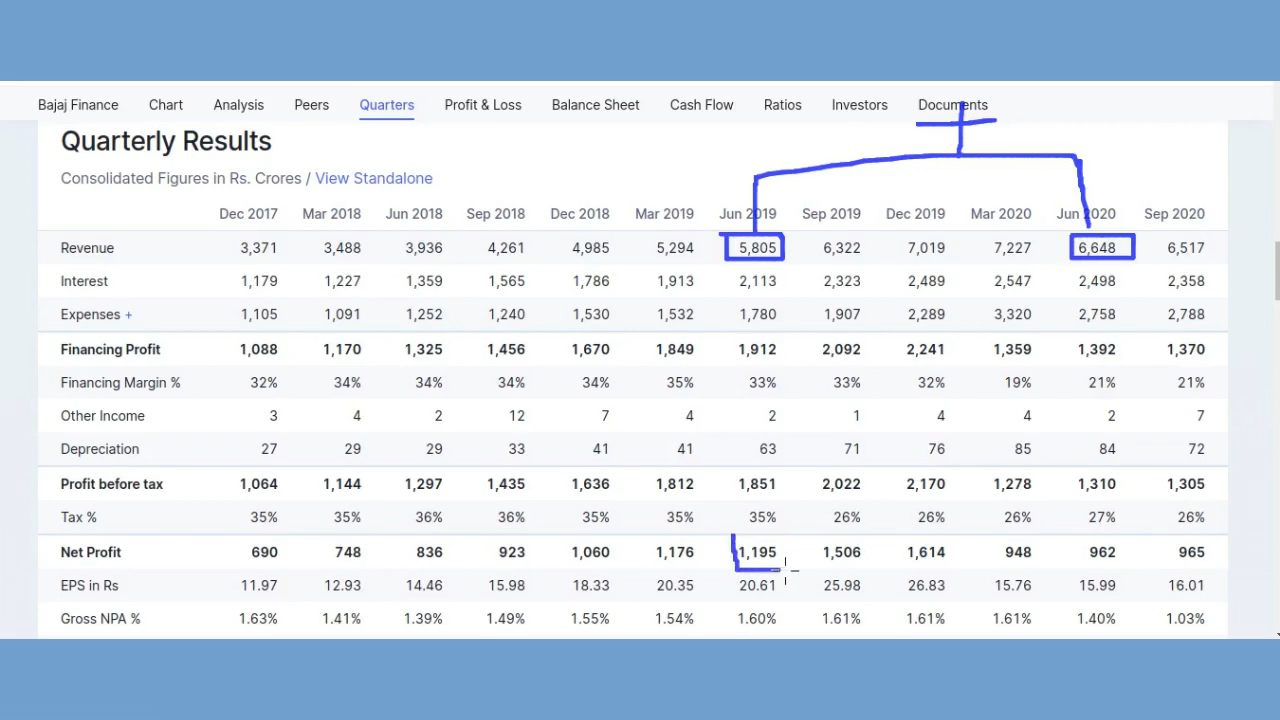 Bajaj Finance Chart Analysis Peers Quarters Profit & Loss Balance Sheet Cash Flow Ratios Investors Documents
Quarterly Results
Consolidated Figures in Rs. Crores / View Standalone
Dec 2017 Mar 2018 Jun 2018 Sep 2018 Dec 2018 Mar 2019 Jun 2019 Sep 2019 Dec 2019 Mar 2020 Jun 2020 Sep 2020
Revenue 3,371 3,488 3,936 4,261 4,985 5,294 5,805 6,322 7,019 7,227 6,648 6,517
Interest 1,179 1,227 1,359 1,565 1,786 1,913 2,113 2,323 2,489 2,547 2,498 2,358
Expenses + 1,105 1,091 1,252 1,240 1,530 1,532 1,780 1,907 2,289 3,320 2,758 2,788
Financing Profit 1,088 1,170 1,325 1,456 1,670 1,849 1,912 2,092 2,241 1,359 1,392 1,370
Financing Margin % 32% 34% 34% 34% 34% 35% 33% 33% 32% 19% 21% 21%
Other Income 3 4 2 12 7 4 2 1 4 4 2 7
Depreciation 27 29 29 33 41 41 63 71 76 85 84 72
Profit before tax 1,064 1,144 1,297 1,435 1,636 1,812 1,851 2,022 2,170 1,278 1,310 1,305
Tax % 35% 35% 36% 36% 35% 35% 35% 26% 26% 26% 27% 26%
Net Profit 690 748 836 923 1,060 1,176 1,195 1,506 1,614 948 962 965
EPS in Rs 11.97 12.93 14.46 15.98 18.33 20.35 20.61 25.98 26.83 15.76 15.99 16.01
Gross NPA % 1.63% 1.41% 1.39% 1.49% 1.55% 1.54% 1.60% 1.61% 1.61% 1.61% 1.40% 1.03%